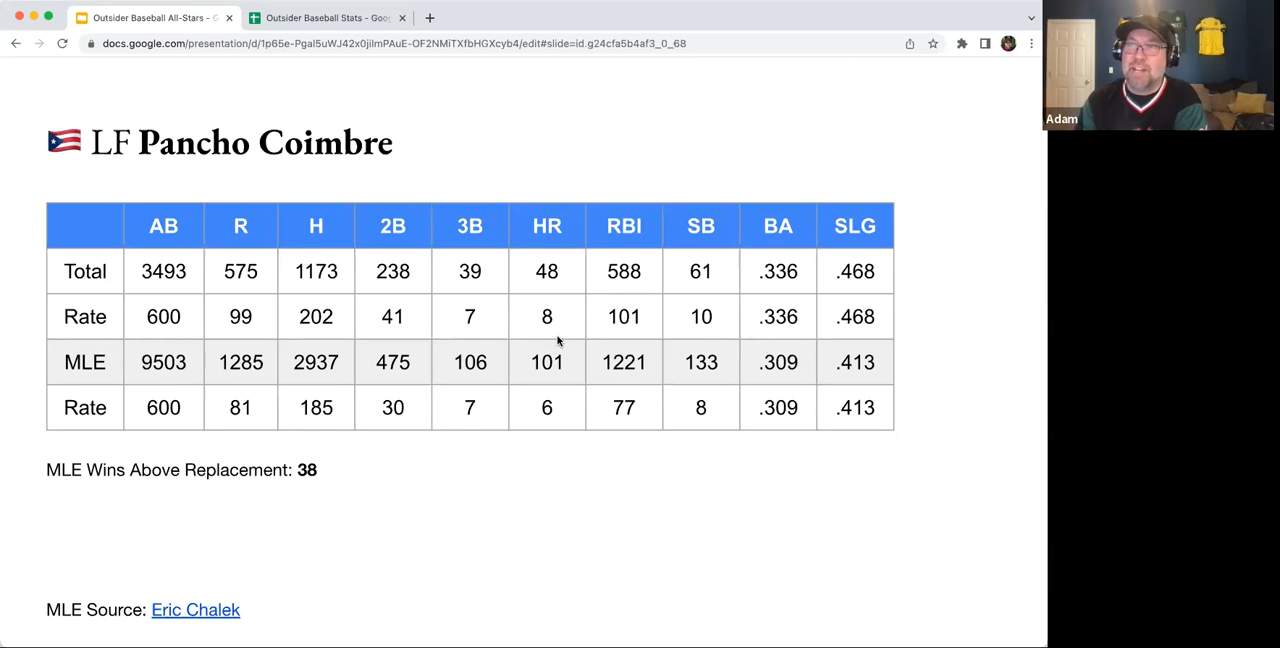 Outsider Baseball All-Stars - G
Outsider Baseball Stats - Goo
docs.google.com/presentation/d/1p65e-Pgal5uWJ42x0jilmPAuE-OF2NMiTXfbHGXcyb4/edit#slide=id.g24cfa5b4af3_0_68
LF Pancho Coimbre
AB R H 2B 3B HR RBI SB BA SLG
Total 3493 575 1173 238 39 48 588 61 .336 .468
Rate 600 99 202 41 7 8 101 10 .336 .468
MLE 9503 1285 2937 475 106 101 1221 133 .309 .413
Rate 600 81 185 30 7 6 77 8 .309 .413
MLE Wins Above Replacement: 38
MLE Source: Eric Chalek
Adam